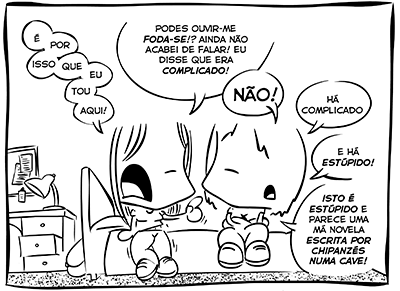 É
POR
ISSO QUE
EU
TOU
AQUI!
PODES OUVIR-ME
FODA-SE!? AINDA NÃO
ACABEI DE FALAR! EU
DISSE QUE ERA
COMPLICADO!
NÃO!
HÁ
COMPLICADO
E HÁ
ESTÚPIDO!
ISTO É
ESTÚPIDO E
PARECE UMA
MÁ NOVELA
ESCRITA POR
CHIPANZÉS
NUMA CAVE!